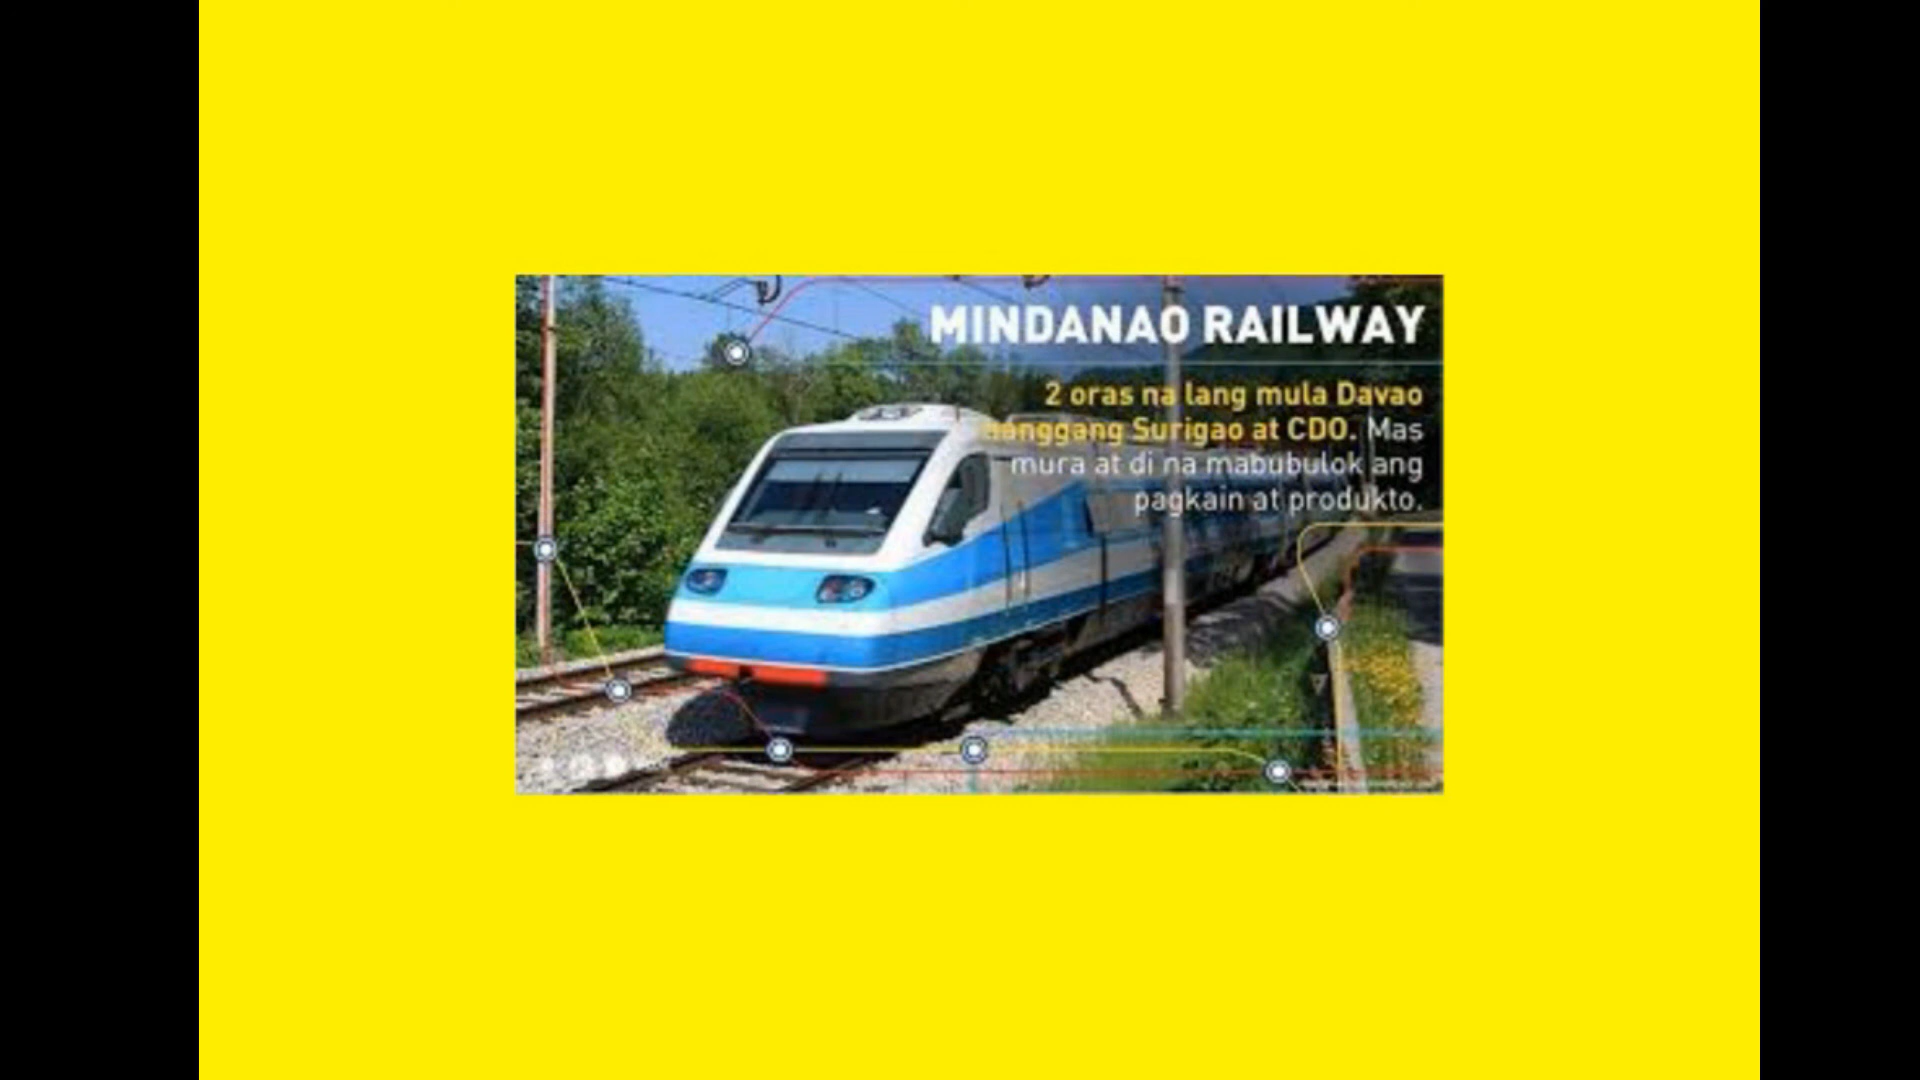 MINDANAO RAILWAY
2 oras na lang mula Davao
hanggang Surigao at CDO. Mas
mura at di na mabubulok ang
pagkain at produkto.